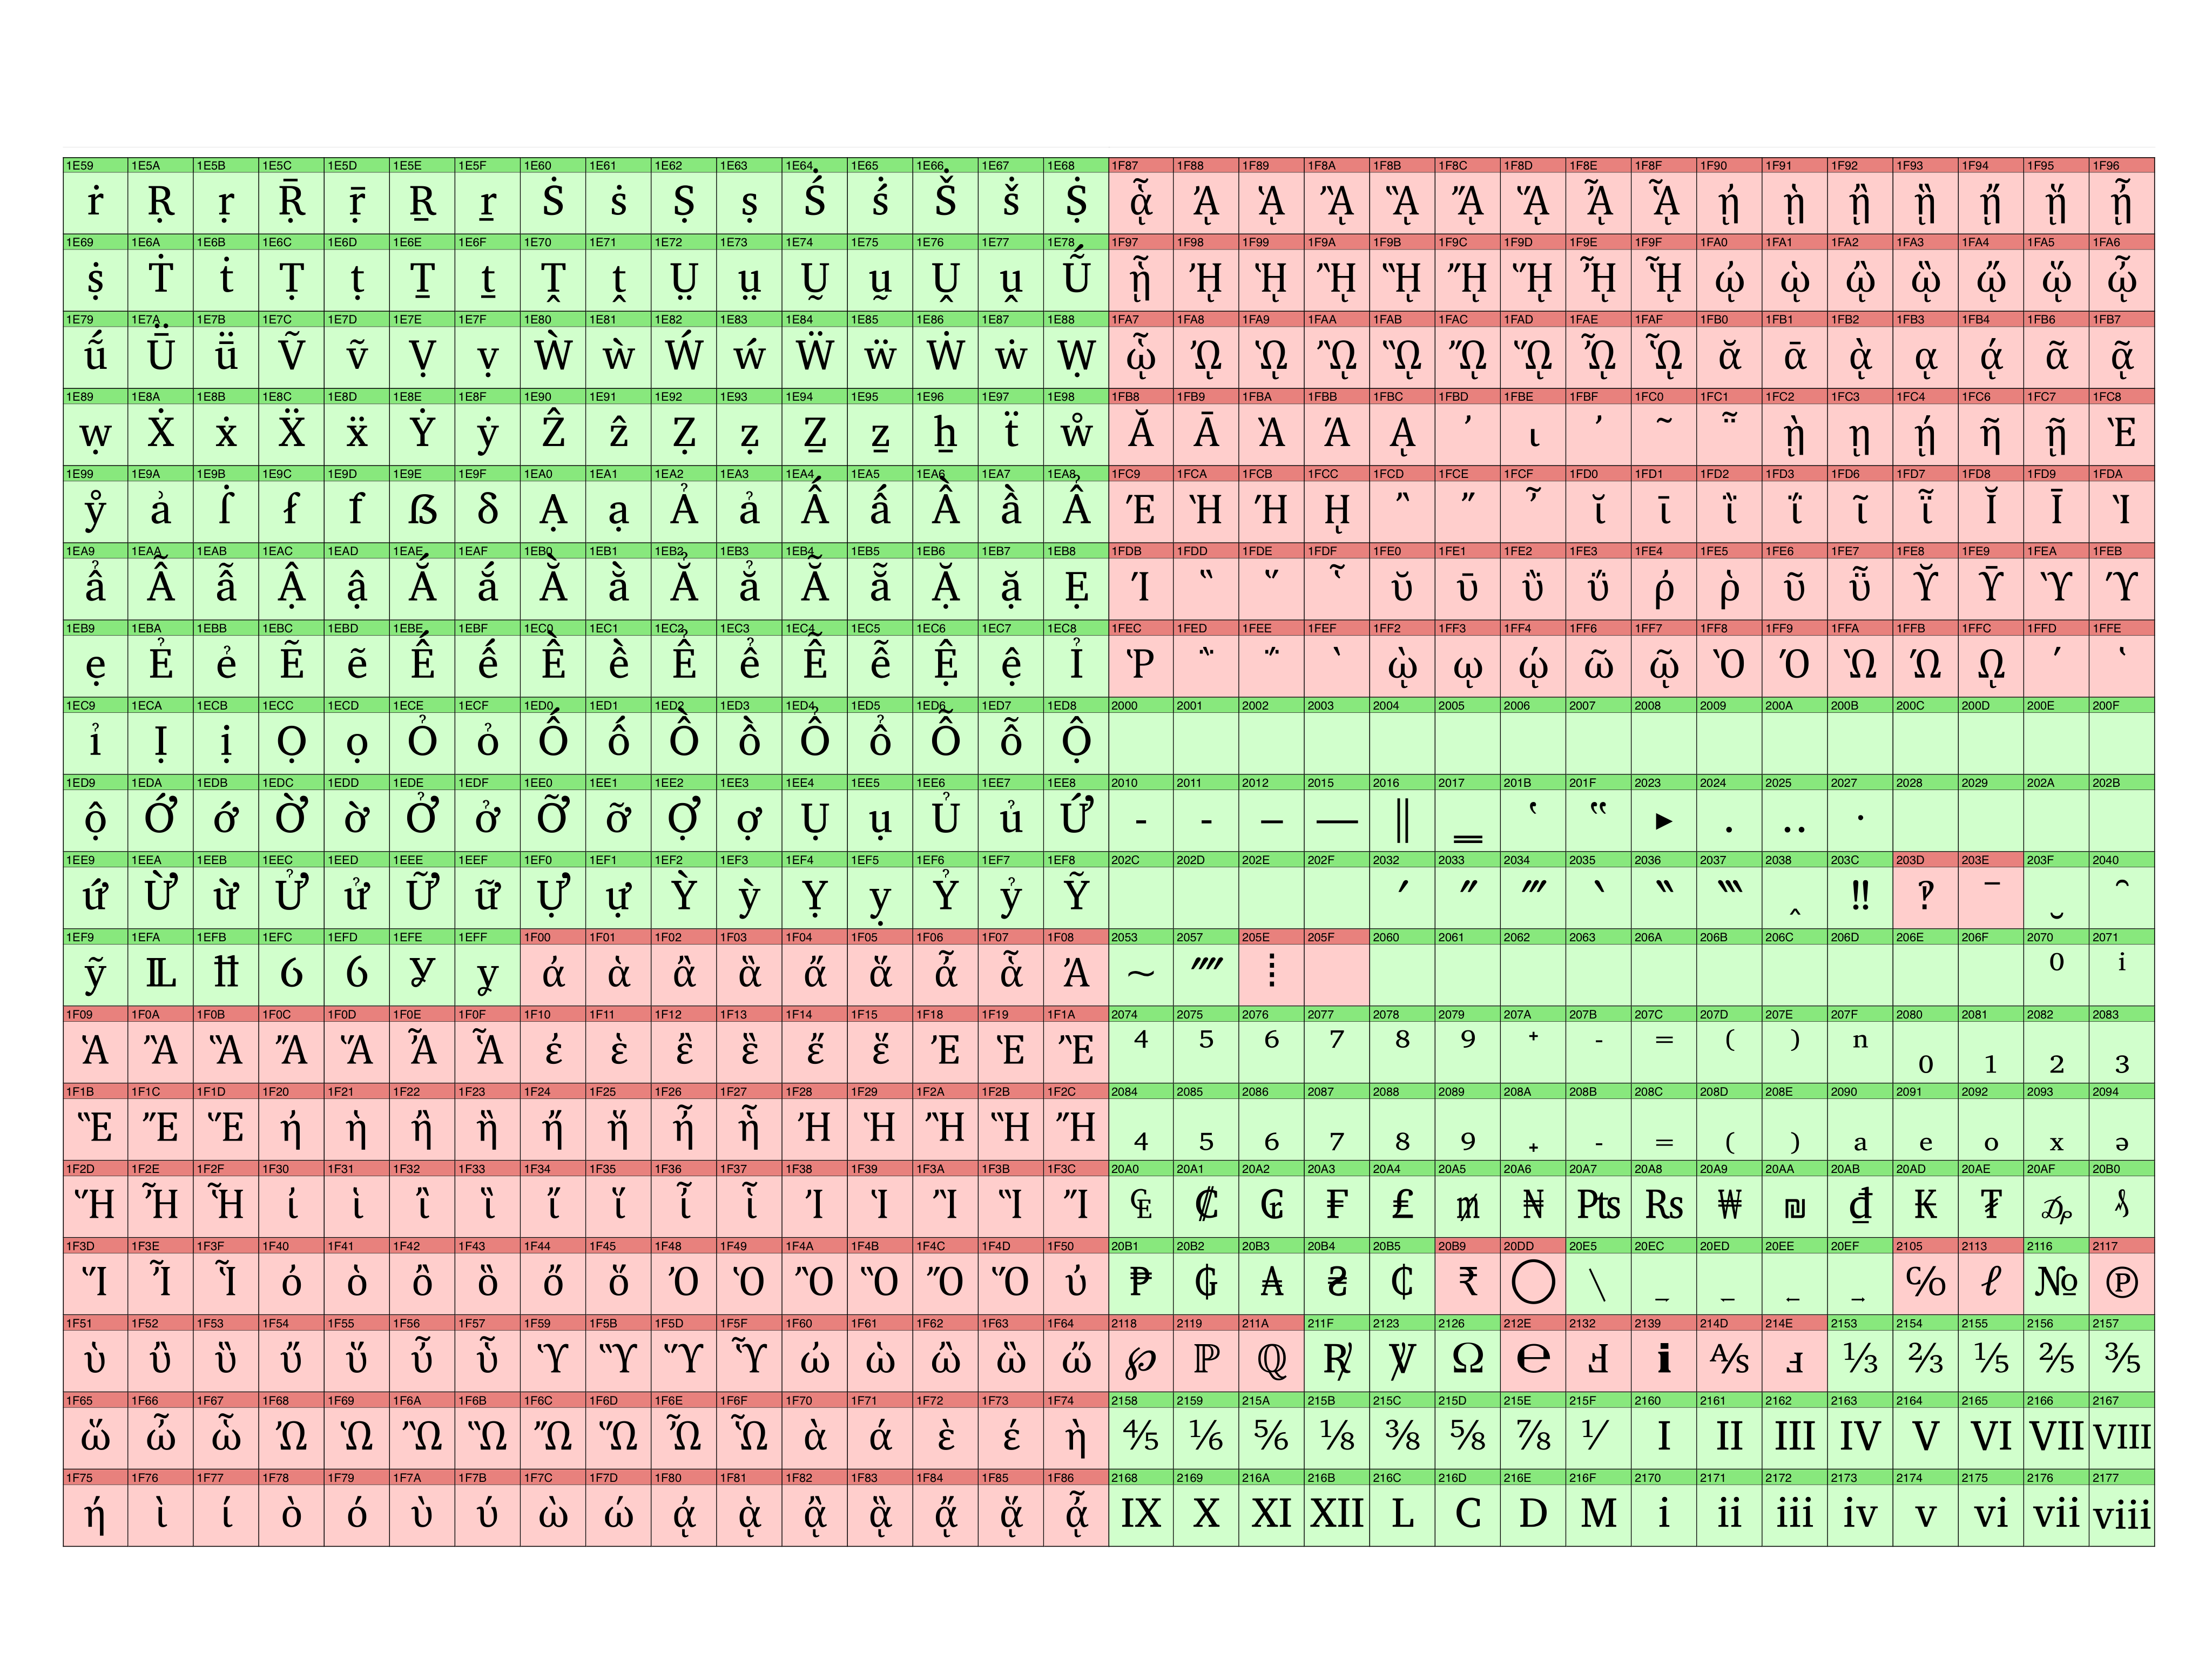 1E59 1E5A 1E5B 1E5C 1E5D 1E5E 1E5F 1E60 1E61 1E62 1E63 1E64 1E65 1E66 1E67 1E68 1F87 1F88 1F89 1F8A 1F8B 1F8C 1F8D 1F8E 1F8F 1F90 1F91 1F92 1F93 1F94 1F95 1F96
ṙ Ṛ ṛ Ṝ ṝ Ṟ ṟ Ṡ ṡ Ṣ ṣ Ṥ ṥ Ṧ ṧ Ṩ ᾇ ᾈ ᾉ ᾊ ᾋ ᾌ ᾍ ᾎ ᾏ ᾐ ᾑ ᾒ ᾓ ᾔ ᾕ ᾖ
1E69 1E6A 1E6B 1E6C 1E6D 1E6E 1E6F 1E70 1E71 1E72 1E73 1E74 1E75 1E76 1E77 1E78 1F97 1F98 1F99 1F9A 1F9B 1F9C 1F9D 1F9E 1F9F 1FA0 1FA1 1FA2 1FA3 1FA4 1FA5 1FA6
ṩ Ṫ ṫ Ṭ ṭ Ṯ ṯ Ṱ ṱ Ṳ ṳ Ṵ ṵ Ṷ ṷ Ṹ ᾗ ᾘ ᾙ ᾚ ᾛ ᾜ ᾝ ᾞ ᾟ ᾠ ᾡ ᾢ ᾣ ᾤ ᾥ ᾦ
1E79 1E7A 1E7B 1E7C 1E7D 1E7E 1E7F 1E80 1E81 1E82 1E83 1E84 1E85 1E86 1E87 1E88 1FA7 1FA8 1FA9 1FAA 1FAB 1FAC 1FAD 1FAE 1FAF 1FB0 1FB1 1FB2 1FB3 1FB4 1FB6 1FB7
ṹ Ṻ ṻ Ṽ ṽ Ṿ ṿ Ẁ ẁ Ẃ ẃ Ẅ ẅ Ẇ ẇ Ẉ ᾧ ᾨ ᾩ ᾪ ᾫ ᾬ ᾭ ᾮ ᾯ ᾰ ᾱ ᾲ ᾳ ᾴ ᾶ ᾷ
1E89 1E8A 1E8B 1E8C 1E8D 1E8E 1E8F 1E90 1E91 1E92 1E93 1E94 1E95 1E96 1E97 1E98 1FB8 1FB9 1FBA 1FBB 1FBC 1FBD 1FBE 1FBF 1FC0 1FC1 1FC2 1FC3 1FC4 1FC6 1FC7 1FC8
ẉ Ẋ ẋ Ẍ ẍ Ẏ ẏ Ẑ ẑ Ẓ ẓ Ẕ ẕ ẖ ẗ ẘ Ᾰ Ᾱ Ὰ Ά ᾼ ᾽ ι ᾿ ῀ ῁ ῂ ῃ ῄ ῆ ῇ Ὲ
1E99 1E9A 1E9B 1E9C 1E9D 1E9E 1E9F 1EA0 1EA1 1EA2 1EA3 1EA4 1EA5 1EA6 1EA7 1EA8 1FC9 1FCA 1FCB 1FCC 1FCD 1FCE 1FCF 1FD0 1FD1 1FD2 1FD3 1FD6 1FD7 1FD8 1FD9 1FDA
ẙ ẚ ẛ ẜ ẝ ẞ ẟ Ạ ạ Ả ả Ấ ấ Ầ ầ Ẩ Έ Ὴ Ή ῌ ῍ ῎ ῏ ῐ ῑ ῒ ΐ ῖ ῗ Ῐ Ῑ Ὶ
1EA9 1EAA 1EAB 1EAC 1EAD 1EAE 1EAF 1EB0 1EB1 1EB2 1EB3 1EB4 1EB5 1EB6 1EB7 1EB8 1FDB 1FDD 1FDE 1FDF 1FE0 1FE1 1FE2 1FE3 1FE4 1FE5 1FE6 1FE7 1FE8 1FE9 1FEA 1FEB
ẩ Ẫ ẫ Ậ ậ Ắ ắ Ằ ằ Ẳ ẳ Ẵ ẵ Ặ ặ Ẹ Ί ῝ ῞ ῟ ῠ ῡ ῢ ΰ ῤ ῥ ῦ ῧ Ῠ Ῡ Ὺ Ύ
1EB9 1EBA 1EBB 1EBC 1EBD 1EBE 1EBF 1EC0 1EC1 1EC2 1EC3 1EC4 1EC5 1EC6 1EC7 1EC8 1FEC 1FED 1FEE 1FEF 1FF2 1FF3 1FF4 1FF6 1FF7 1FF8 1FF9 1FFA 1FFB 1FFC 1FFD 1FFE
ẹ Ẻ ẻ Ẽ ẽ Ế ế Ề ề Ể ể Ễ ễ Ệ ệ Ỉ Ῥ ῭ ΅ ` ῲ ῳ ῴ ῶ ῷ Ὸ Ό Ὼ Ώ ῼ ´ ῾
1EC9 1ECA 1ECB 1ECC 1ECD 1ECE 1ECF 1ED0 1ED1 1ED2 1ED3 1ED4 1ED5 1ED6 1ED7 1ED8 2000 2001 2002 2003 2004 2005 2006 2007 2008 2009 200A 200B 200C 200D 200E 200F
ỉ Ị ị Ọ ọ Ỏ ỏ Ố ố Ồ ồ Ổ ổ Ỗ ỗ Ộ
1ED9 1EDA 1EDB 1EDC 1EDD 1EDE 1EDF 1EE0 1EE1 1EE2 1EE3 1EE4 1EE5 1EE6 1EE7 1EE8 2010 2011 2012 2015 2016 2017 201B 201F 2023 2024 2025 2027 2028 2029 202A 202B
ộ Ớ ớ Ờ ờ Ở ở Ỡ ỡ Ợ ợ Ụ ụ Ủ ủ Ứ ‐ ‑ ‒ ― ‖ ‗ ‛ ‟ ‣ ․ ‥ ‧
1EE9 1EEA 1EEB 1EEC 1EED 1EEE 1EEF 1EF0 1EF1 1EF2 1EF3 1EF4 1EF5 1EF6 1EF7 1EF8 202C 202D 202E 202F 2032 2033 2034 2035 2036 2037 2038 203C 203D 203E 203F 2040
ứ Ừ ừ Ử ử Ữ ữ Ự ự Ỳ ỳ Ỵ ỵ Ỷ ỷ Ỹ ′ ″ ‴ ‵ ‶ ‷ ‸ ‼ ‽ ‾ ‿ ⁀
1EF9 1EFA 1EFB 1EFC 1EFD 1EFE 1EFF 1F00 1F01 1F02 1F03 1F04 1F05 1F06 1F07 1F08 2053 2057 205E 205F 2060 2061 2062 2063 206A 206B 206C 206D 206E 206F 2070 2071
ỹ Ỻ ỻ Ỽ ỽ Ỿ ỿ ἀ ἁ ἂ ἃ ἄ ἅ ἆ ἇ Ἀ ⁓ ⁗ ⁞ ⁰ ⁱ
1F09 1F0A 1F0B 1F0C 1F0D 1F0E 1F0F 1F10 1F11 1F12 1F13 1F14 1F15 1F18 1F19 1F1A 2074 2075 2076 2077 2078 2079 207A 207B 207C 207D 207E 207F 2080 2081 2082 2083
Ἁ Ἂ Ἃ Ἄ Ἅ Ἆ Ἇ ἐ ἑ ἒ ἓ ἔ ἕ Ἐ Ἑ Ἒ ⁴ ⁵ ⁶ ⁷ ⁸ ⁹ ⁺ ⁻ ⁼ ⁽ ⁾ ⁿ ₀ ₁ ₂ ₃
1F1B 1F1C 1F1D 1F20 1F21 1F22 1F23 1F24 1F25 1F26 1F27 1F28 1F29 1F2A 1F2B 1F2C 2084 2085 2086 2087 2088 2089 208A 208B 208C 208D 208E 2090 2091 2092 2093 2094
Ἓ Ἔ Ἕ ἠ ἡ ἢ ἣ ἤ ἥ ἦ ἧ Ἠ Ἡ Ἢ Ἣ Ἤ ₄ ₅ ₆ ₇ ₈ ₉ ₊ ₋ ₌ ₍ ₎ ₐ ₑ ₒ ₓ ₔ
1F2D 1F2E 1F2F 1F30 1F31 1F32 1F33 1F34 1F35 1F36 1F37 1F38 1F39 1F3A 1F3B 1F3C 20A0 20A1 20A2 20A3 20A4 20A5 20A6 20A7 20A8 20A9 20AA 20AB 20AD 20AE 20AF 20B0
Ἥ Ἦ Ἧ ἰ ἱ ἲ ἳ ἴ ἵ ἶ ἷ Ἰ Ἱ Ἲ Ἳ Ἴ ₠ ₡ ₢ ₣ ₤ ₥ ₦ ₧ ₨ ₩ ₪ ₫ ₭ ₮ ₯ ₰
1F3D 1F3E 1F3F 1F40 1F41 1F42 1F43 1F44 1F45 1F48 1F49 1F4A 1F4B 1F4C 1F4D 1F50 20B1 20B2 20B3 20B4 20B5 20B9 20DD 20E5 20EC 20ED 20EE 20EF 2105 2113 2116 2117
Ἵ Ἶ Ἷ ὀ ὁ ὂ ὃ ὄ ὅ Ὀ Ὁ Ὂ Ὃ Ὄ Ὅ ὐ ₱ ₲ ₳ ₴ ₵ ₹ ⃝ ⃥ ⃬ ⃭ ⃮ ⃯ ℅ ℓ № ℗
1F51 1F52 1F53 1F54 1F55 1F56 1F57 1F59 1F5B 1F5D 1F5F 1F60 1F61 1F62 1F63 1F64 2118 2119 211A 211F 2123 2126 212E 2132 2139 214D 214E 2153 2154 2155 2156 2157
ὑ ὒ ὓ ὔ ὕ ὖ ὗ Ὑ Ὓ Ὕ Ὗ ὠ ὡ ὢ ὣ ὤ ℘ ℙ ℚ ℟ ℣ Ω ℮ Ⅎ ℹ ⅍ ⅎ ⅓ ⅔ ⅕ ⅖ ⅗
1F65 1F66 1F67 1F68 1F69 1F6A 1F6B 1F6C 1F6D 1F6E 1F6F 1F70 1F71 1F72 1F73 1F74 2158 2159 215A 215B 215C 215D 215E 215F 2160 2161 2162 2163 2164 2165 2166 2167
ὥ ὦ ὧ Ὠ Ὡ Ὢ Ὣ Ὤ Ὥ Ὦ Ὧ ὰ ά ὲ έ ὴ ⅘ ⅙ ⅚ ⅛ ⅜ ⅝ ⅞ ⅟ Ⅰ Ⅱ Ⅲ Ⅳ Ⅴ Ⅵ Ⅶ Ⅷ
1F75 1F76 1F77 1F78 1F79 1F7A 1F7B 1F7C 1F7D 1F80 1F81 1F82 1F83 1F84 1F85 1F86 2168 2169 216A 216B 216C 216D 216E 216F 2170 2171 2172 2173 2174 2175 2176 2177
ή ὶ ί ὸ ό ὺ ύ ὼ ώ ᾀ ᾁ ᾂ ᾃ ᾄ ᾅ ᾆ Ⅸ Ⅹ Ⅺ Ⅻ Ⅼ Ⅽ Ⅾ Ⅿ ⅰ ⅱ ⅲ ⅳ ⅴ ⅵ ⅶ ⅷ